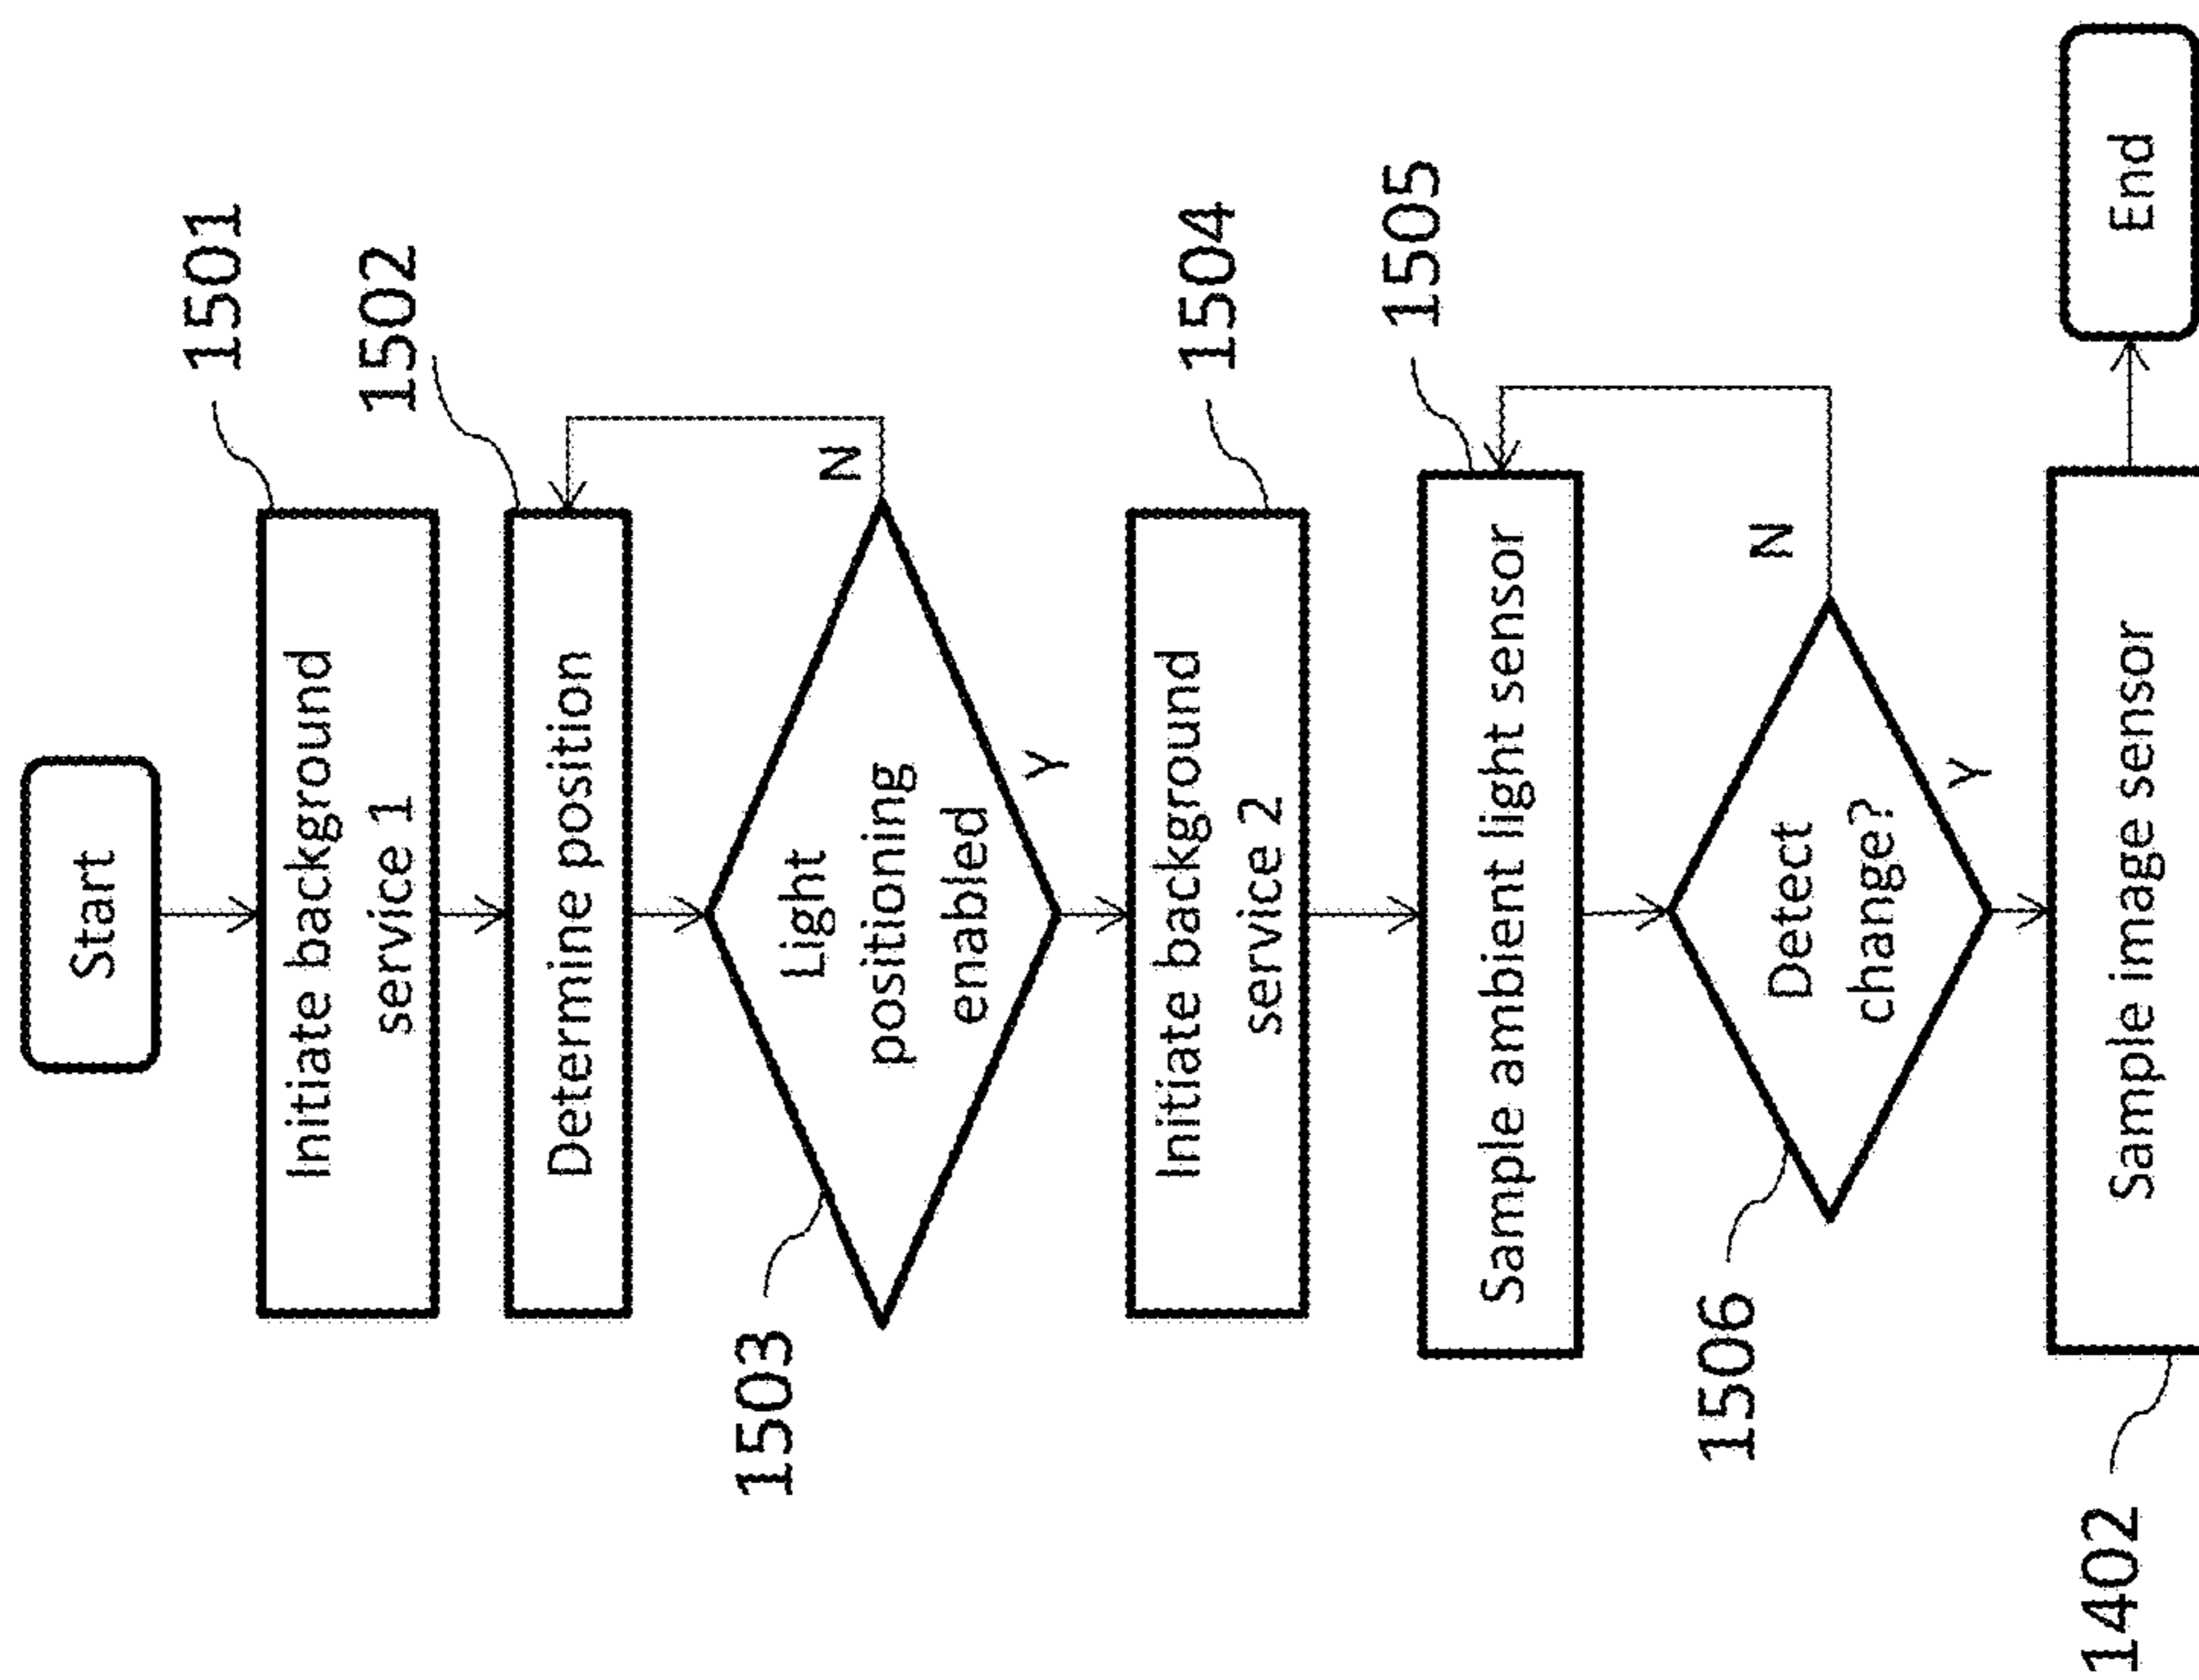 Start
1501
Initiate background
service 1
1502
Determine position
1503
Light
positioning
enabled
N
Y
1504
Initiate background
service 2
1505
Sample ambient light sensor
1506
Detect
change?
N
Y
1402
Sample image sensor
End